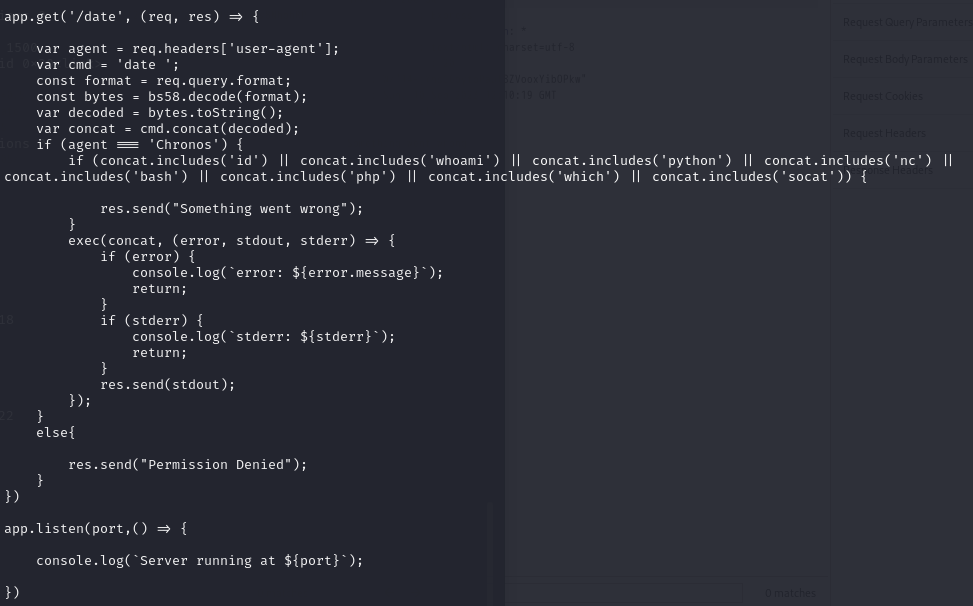 app.get('/date', (req, res) => {
var agent = req.headers['user-agent'];
var cmd = 'date ';
const format = req.query.format;
const bytes = bs58.decode(format);
var decoded = bytes.toString();
var concat = cmd.concat(decoded);
if (agent === 'Chronos') {
if (concat.includes('id') || concat.includes('whoami') || concat.includes('python') || concat.includes('nc') ||
concat.includes('bash') || concat.includes('php') || concat.includes('which') || concat.includes('socat')) {
res.send("Something went wrong");
}
exec(concat, (error, stdout, stderr) => {
if (error) {
console.log(`error: ${error.message}`);
return;
}
if (stderr) {
console.log(`stderr: ${stderr}`);
return;
}
res.send(stdout);
});
}
else{
res.send("Permission Denied");
}
})
app.listen(port,() => {
console.log(`Server running at ${port}`);
})
Request Query Parameters
Request Body Parameters
Request Cookies
Request Headers
0 matches